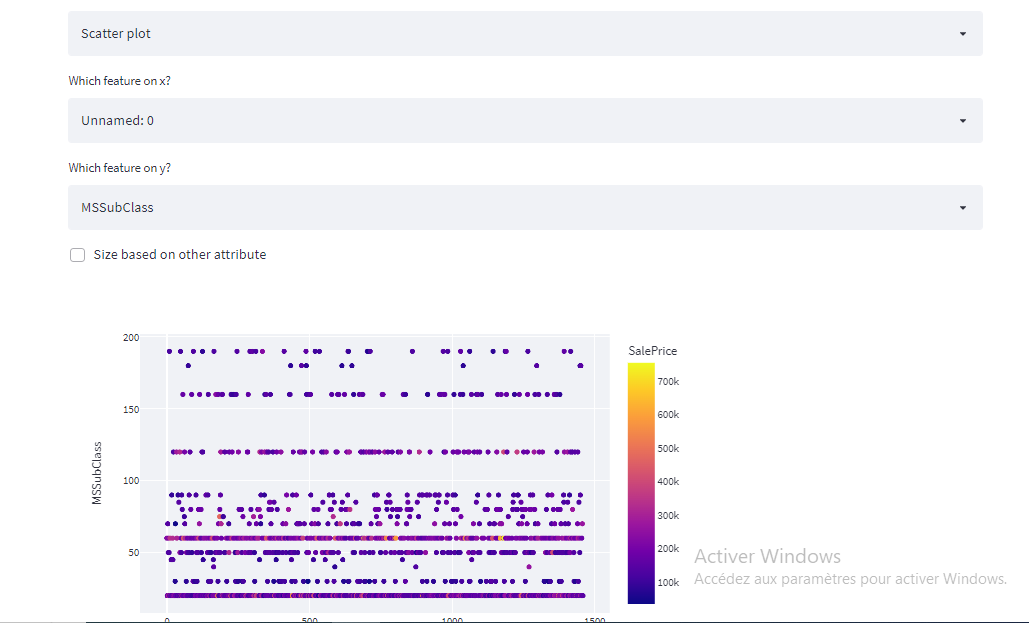 Scatter plot
Which feature on x?
Unnamed: 0
Which feature on y?
MSSubClass
Size based on other attribute
200
150
100
50
MSSubClass
0
500
1000
1500
SalePrice
700k
600k
500k
400k
300k
200k
100k
Activer Windows
Accédez aux paramètres pour activer Windows.